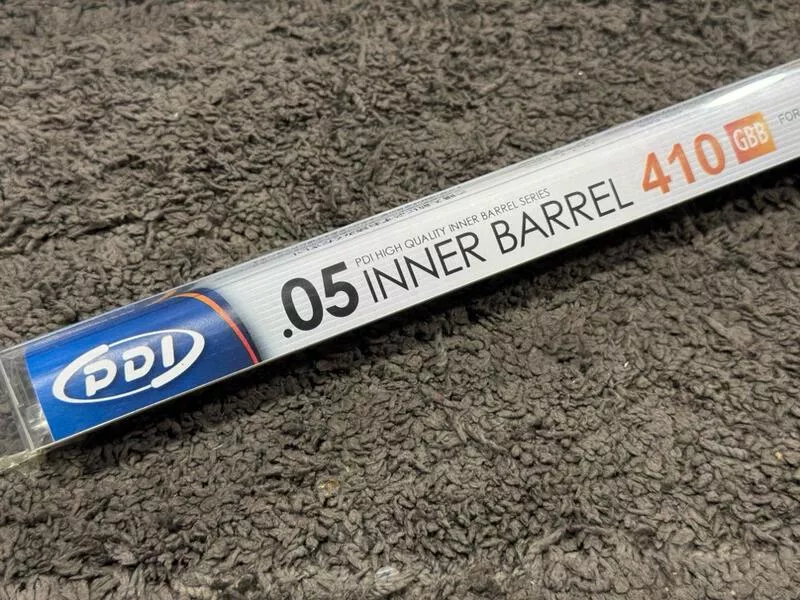 PDI
.05
PDI HIGH QUALITY INNER BARREL SERIES
INNER BARREL 410 GBB
FOR